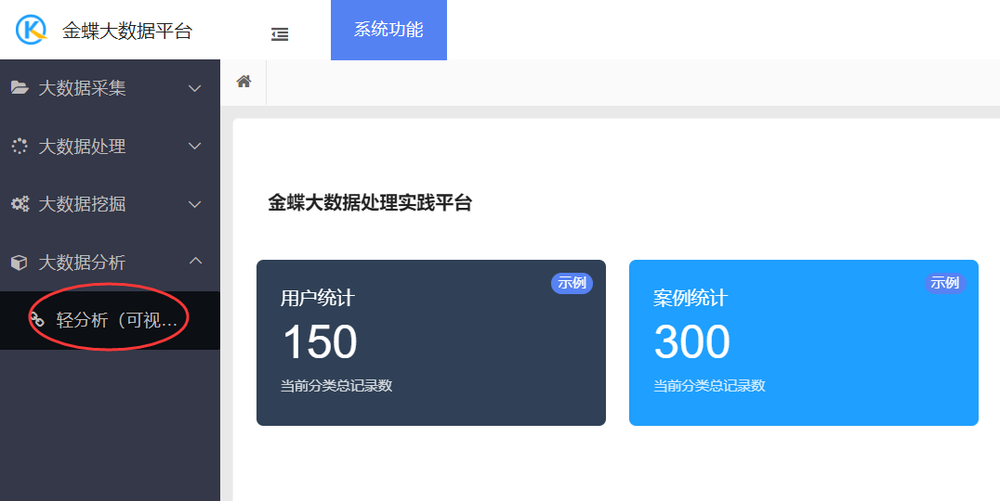 金蝶大数据平台
系统功能
大数据采集
大数据处理
大数据挖掘
大数据分析
轻分析（可视...
金蝶大数据处理实践平台
示例
用户统计
150
当前分类总记录数
示例
案例统计
300
当前分类总记录数